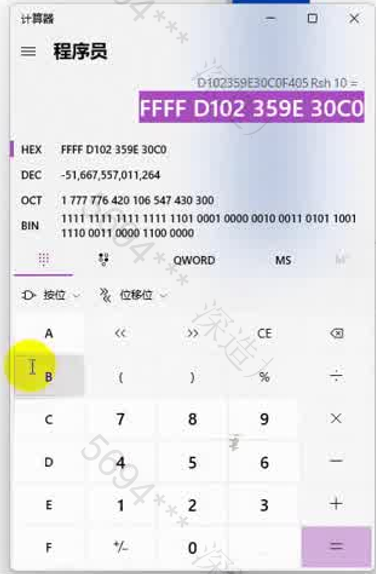 计算器
程序员
D102359E30C0F405 Rsh 10 =
FFFF D102 359E 30C0
HEX FFFF D102 359E 30C0
DEC -51,667,557,011,264
OCT 1 777 776 420 106 547 430 300
BIN 1111 1111 1111 1111 1101 0001 0000 0010 0011 0101 1001
1110 0011 0000 1100 0000
QWORD MS M˅
按位 位移位
A << >> CE
B ( ) % ÷
C 7 8 9 ×
D 4 5 6 −
E 1 2 3 +
F +/− 0 =
深造
5694***
深造
5694***
深造